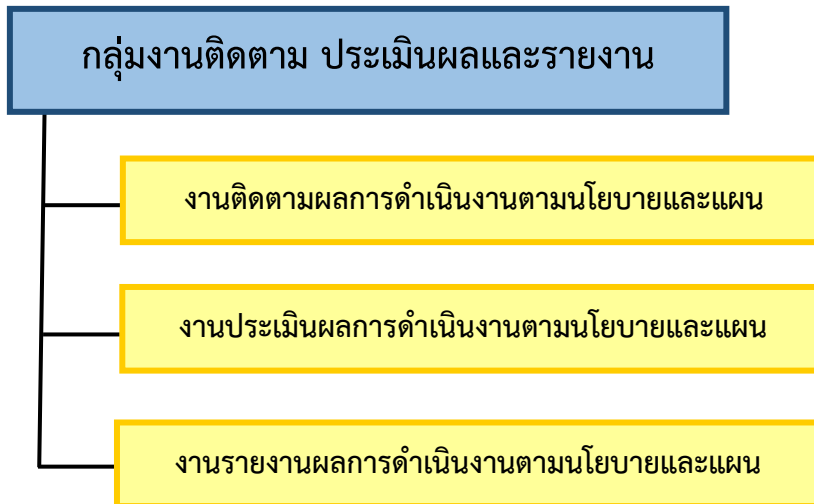 กลุ่มงานติดตาม ประเมินผลและรายงาน
งานติดตามผลการดำเนินงานตามนโยบายและแผน
งานประเมินผลการดำเนินงานตามนโยบายและแผน
งานรายงานผลการดำเนินงานตามนโยบายและแผน